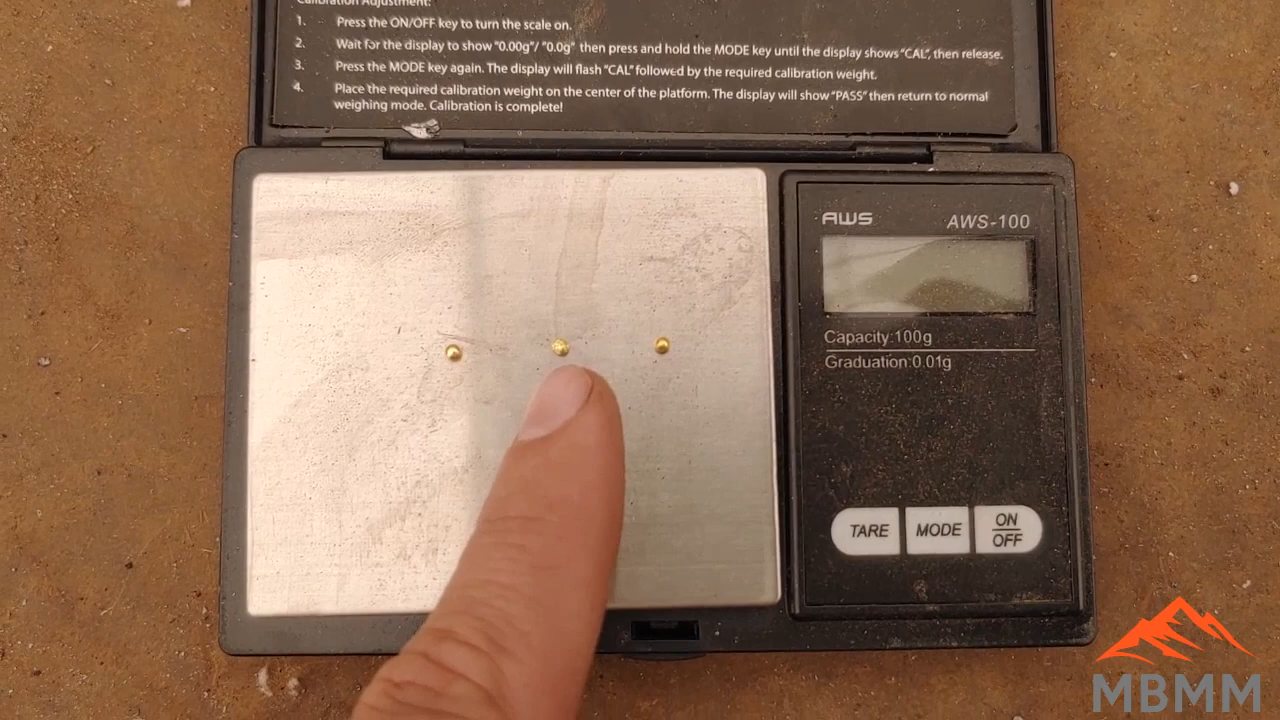 Calibration Adjustment:
1. Press the ON/OFF key to turn the scale on.
2. Wait for the display to show "0.00g"/ "0.0g" then press and hold the MODE key until the display shows "CAL", then release.
3. Press the MODE key again. The display will flash "CAL" followed by the required calibration weight.
4. Place the required calibration weight on the center of the platform. The display will show "PASS" then return to normal
weighing mode. Calibration is complete!
AWS AWS-100
Capacity:100g
Graduation:0.01g
TARE MODE ON
OFF
MBMM